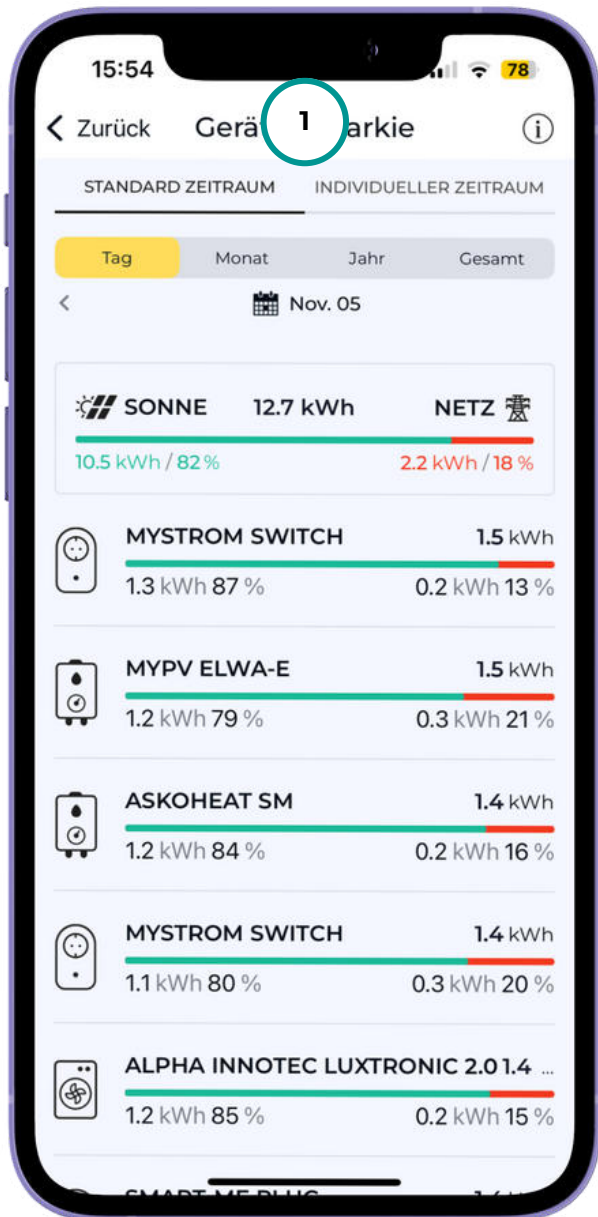 15:54 78
Zurück Gerä 1 arkie i
STANDARD ZEITRAUM INDIVIDUELLER ZEITRAUM
Tag Monat Jahr Gesamt
Nov. 05
SONNE 12.7 kWh NETZ
10.5 kWh / 82 % 2.2 kWh / 18 %
MYSTROM SWITCH 1.5 kWh
1.3 kWh 87 % 0.2 kWh 13 %
MYPV ELWA-E 1.5 kWh
1.2 kWh 79 % 0.3 kWh 21 %
ASKOHEAT SM 1.4 kWh
1.2 kWh 84 % 0.2 kWh 16 %
MYSTROM SWITCH 1.4 kWh
1.1 kWh 80 % 0.3 kWh 20 %
ALPHA INNOTEC LUXTRONIC 2.0 1.4 ...
1.2 kWh 85 % 0.2 kWh 15 %